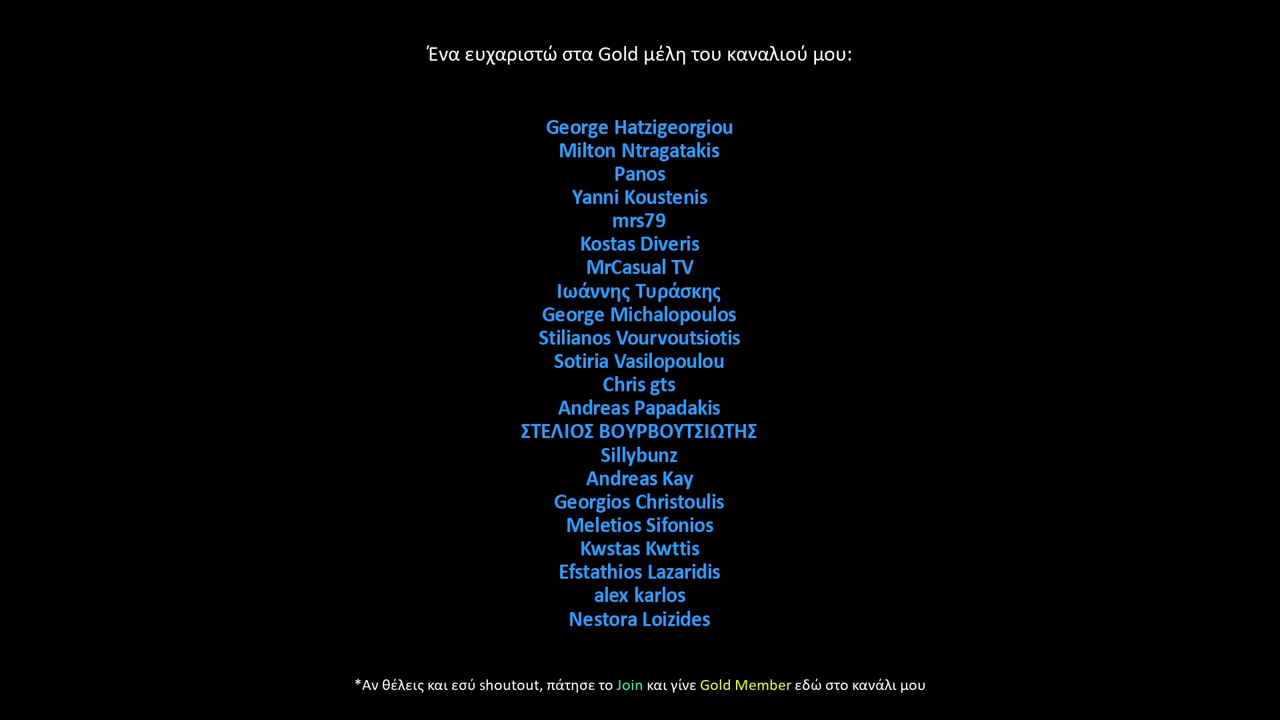 Ένα ευχαριστώ στα Gold μέλη του καναλιού μου:
George Hatzigeorgiou
Milton Ntragatakis
Panos
Yanni Koustenis
mrs79
Kostas Diveris
MrCasual TV
Ιωάννης Τυράσκης
George Michalopoulos
Stilianos Vourvoutsiotis
Sotiria Vasilopoulou
Chris gts
Andreas Papadakis
ΣΤΕΛΙΟΣ ΒΟΥΡΒΟΥΤΣΙΩΤΗΣ
Sillybunz
Andreas Kay
Georgios Christoulis
Meletios Sifonios
Kwstas Kwttis
Efstathios Lazaridis
alex karlos
Nestora Loizides
*Αν θέλεις και εσύ shoutout, πάτησε το Join και γίνε Gold Member εδώ στο κανάλι μου